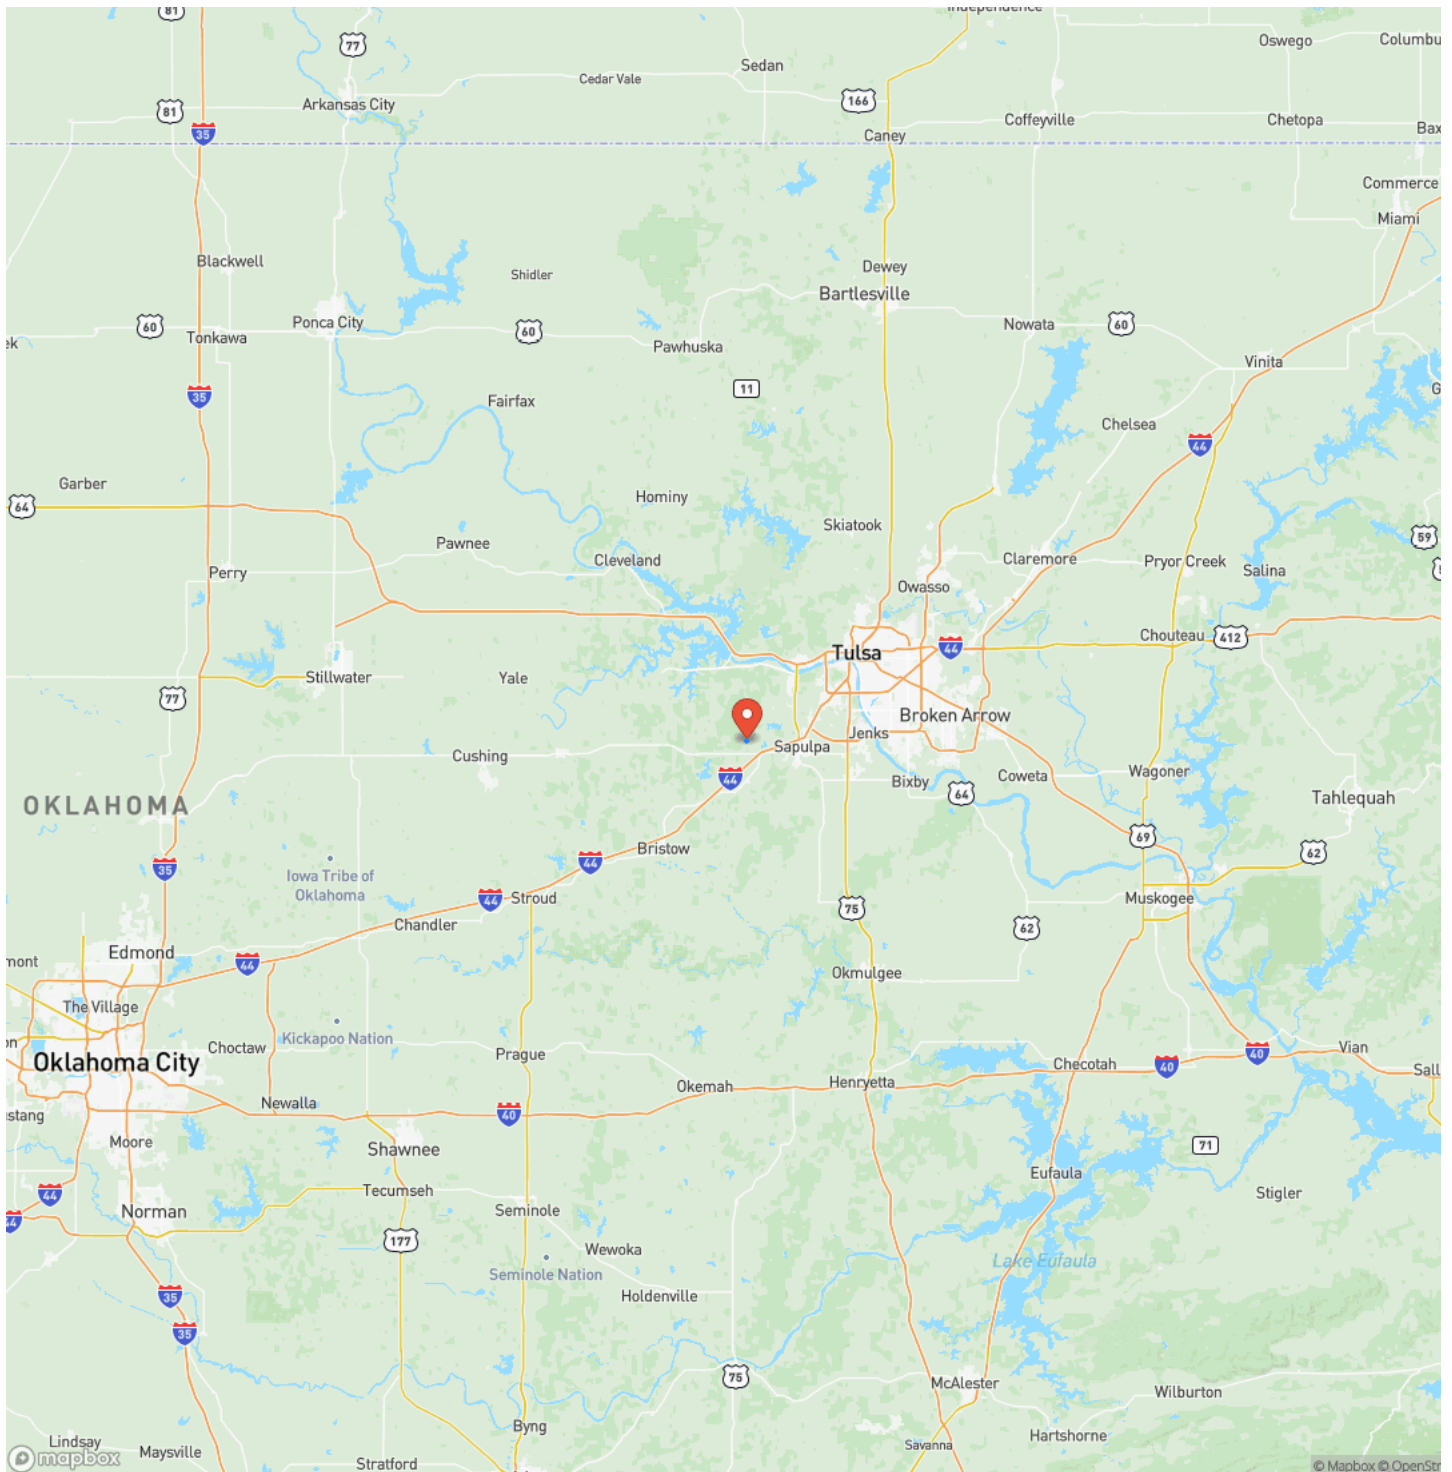 81
Independence
77
Oswego
Columbu
Sedan
Cedar Vale
Arkansas City
166
81
35
Coffeyville
Chetopa
Bax
Caney
Commerce
Miami
Blackwell
Shidler
Dewey
Bartlesville
60
Ponca City
60
Nowata
60
Tonkawa
ek
Pawhuska
Vinita
35
11
G
Fairfax
Chelsea
44
Garber
64
Hominy
Skiatook
Pawnee
59
Cleveland
Claremore
Pryor Creek
Salina
Perry
Owasso
Tulsa
44
Chouteau
412
Stillwater
Yale
77
Broken Arrow
Jenks
Sapulpa
Cushing
44
Bixby
Coweta
Wagoner
64
Tahlequah
OKLAHOMA
69
Bristow
62
44
35
Iowa Tribe of
Oklahoma
44
Stroud
Muskogee
75
Chandler
62
Edmond
mont
44
Okmulgee
The Village
Kickapoo Nation
on
Choctaw
Prague
Vian
40
Oklahoma City
Checotah
40
Sall
Okemah
Henryetta
Newalla
40
stang
Moore
Shawnee
71
Eufaula
44
Tecumseh
Stigler
Norman
Seminole
44
177
Wewoka
Lake Eufaula
Seminole Nation
35
Holdenville
35
75
McAlester
Wilburton
Byng
Hartshorne
Lindsay
Maysville
Savanna
Stratford
mapbox
© Mapbox © OpenStr